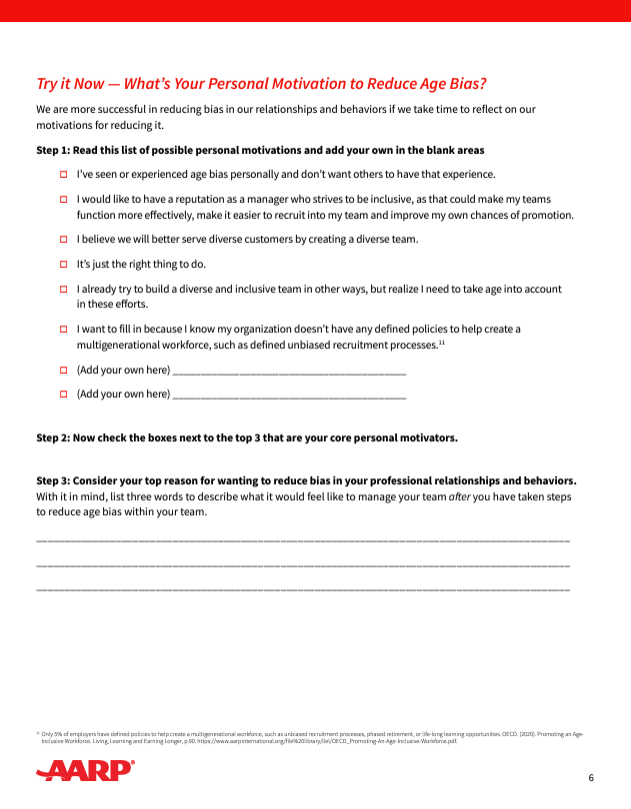 Try it Now — What's Your Personal Motivation to Reduce Age Bias?
We are more successful in reducing bias in our relationships and behaviors if we take time to reflect on our
motivations for reducing it.
Step 1: Read this list of possible personal motivations and add your own in the blank areas
I've seen or experienced age bias personally and don't want others to have that experience.
I would like to have a reputation as a manager who strives to be inclusive, as that could make my teams
function more effectively, make it easier to recruit into my team and improve my own chances of promotion.
I believe we will better serve diverse customers by creating a diverse team.
It's just the right thing to do.
I already try to build a diverse and inclusive team in other ways, but realize I need to take age into account
in these efforts.
I want to fill in because I know my organization doesn't have any defined policies to help create a
multigenerational workforce, such as defined unbiased recruitment processes.11
(Add your own here) ________________________________________
(Add your own here) ________________________________________
Step 2: Now check the boxes next to the top 3 that are your core personal motivators.
Step 3: Consider your top reason for wanting to reduce bias in your professional relationships and behaviors.
With it in mind, list three words to describe what it would feel like to manage your team after you have taken steps
to reduce age bias within your team.
11 Only 5% of employers have defined policies to help create a multigenerational workforce, such as unbiased recruitment processes, phased retirement, or life-long learning opportunities. OECD. (2020). Promoting an Age-
Inclusive Workforce. Living, Learning and Earning Longer, p.90. https://www.aarpinternational.org/file%20library/llel/OECD_Promoting-An-Age-Inclusive-Workforce.pdf.
AARP®
6